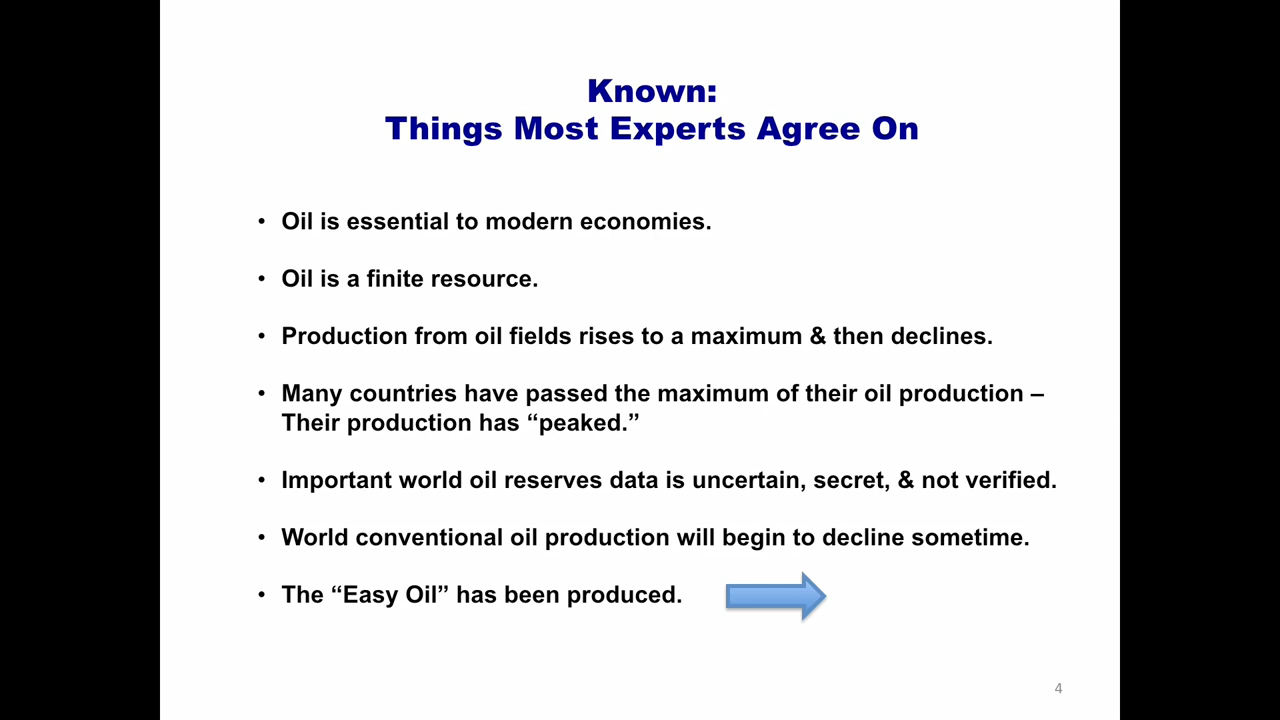 Known:
Things Most Experts Agree On
• Oil is essential to modern economies.
• Oil is a finite resource.
• Production from oil fields rises to a maximum & then declines.
• Many countries have passed the maximum of their oil production –
Their production has “peaked.”
• Important world oil reserves data is uncertain, secret, & not verified.
• World conventional oil production will begin to decline sometime.
• The “Easy Oil” has been produced.
4